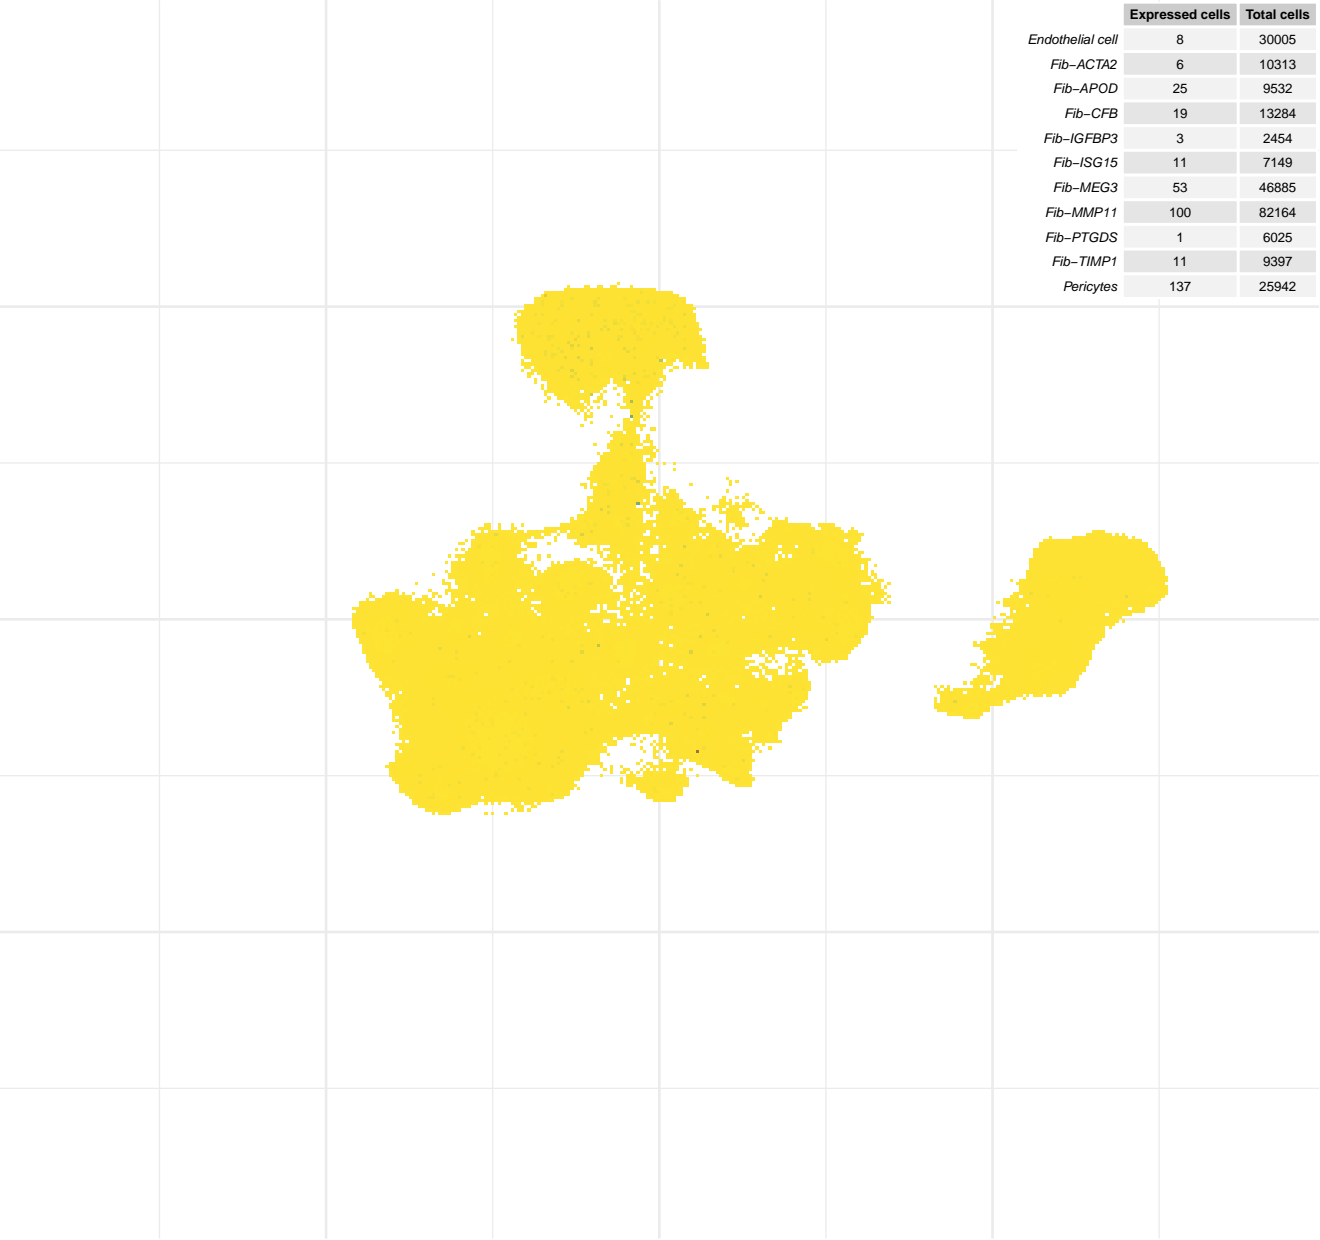 Expressed cells Total cells
Endothelial cell 8 30005
Fib−ACTA2 6 10313
Fib−APOD 25 9532
Fib−CFB 19 13284
Fib−IGFBP3 3 2454
Fib−ISG15 11 7149
Fib−MEG3 53 46885
Fib−MMP11 100 82164
Fib−PTGDS 1 6025
Fib−TIMP1 11 9397
Pericytes 137 25942